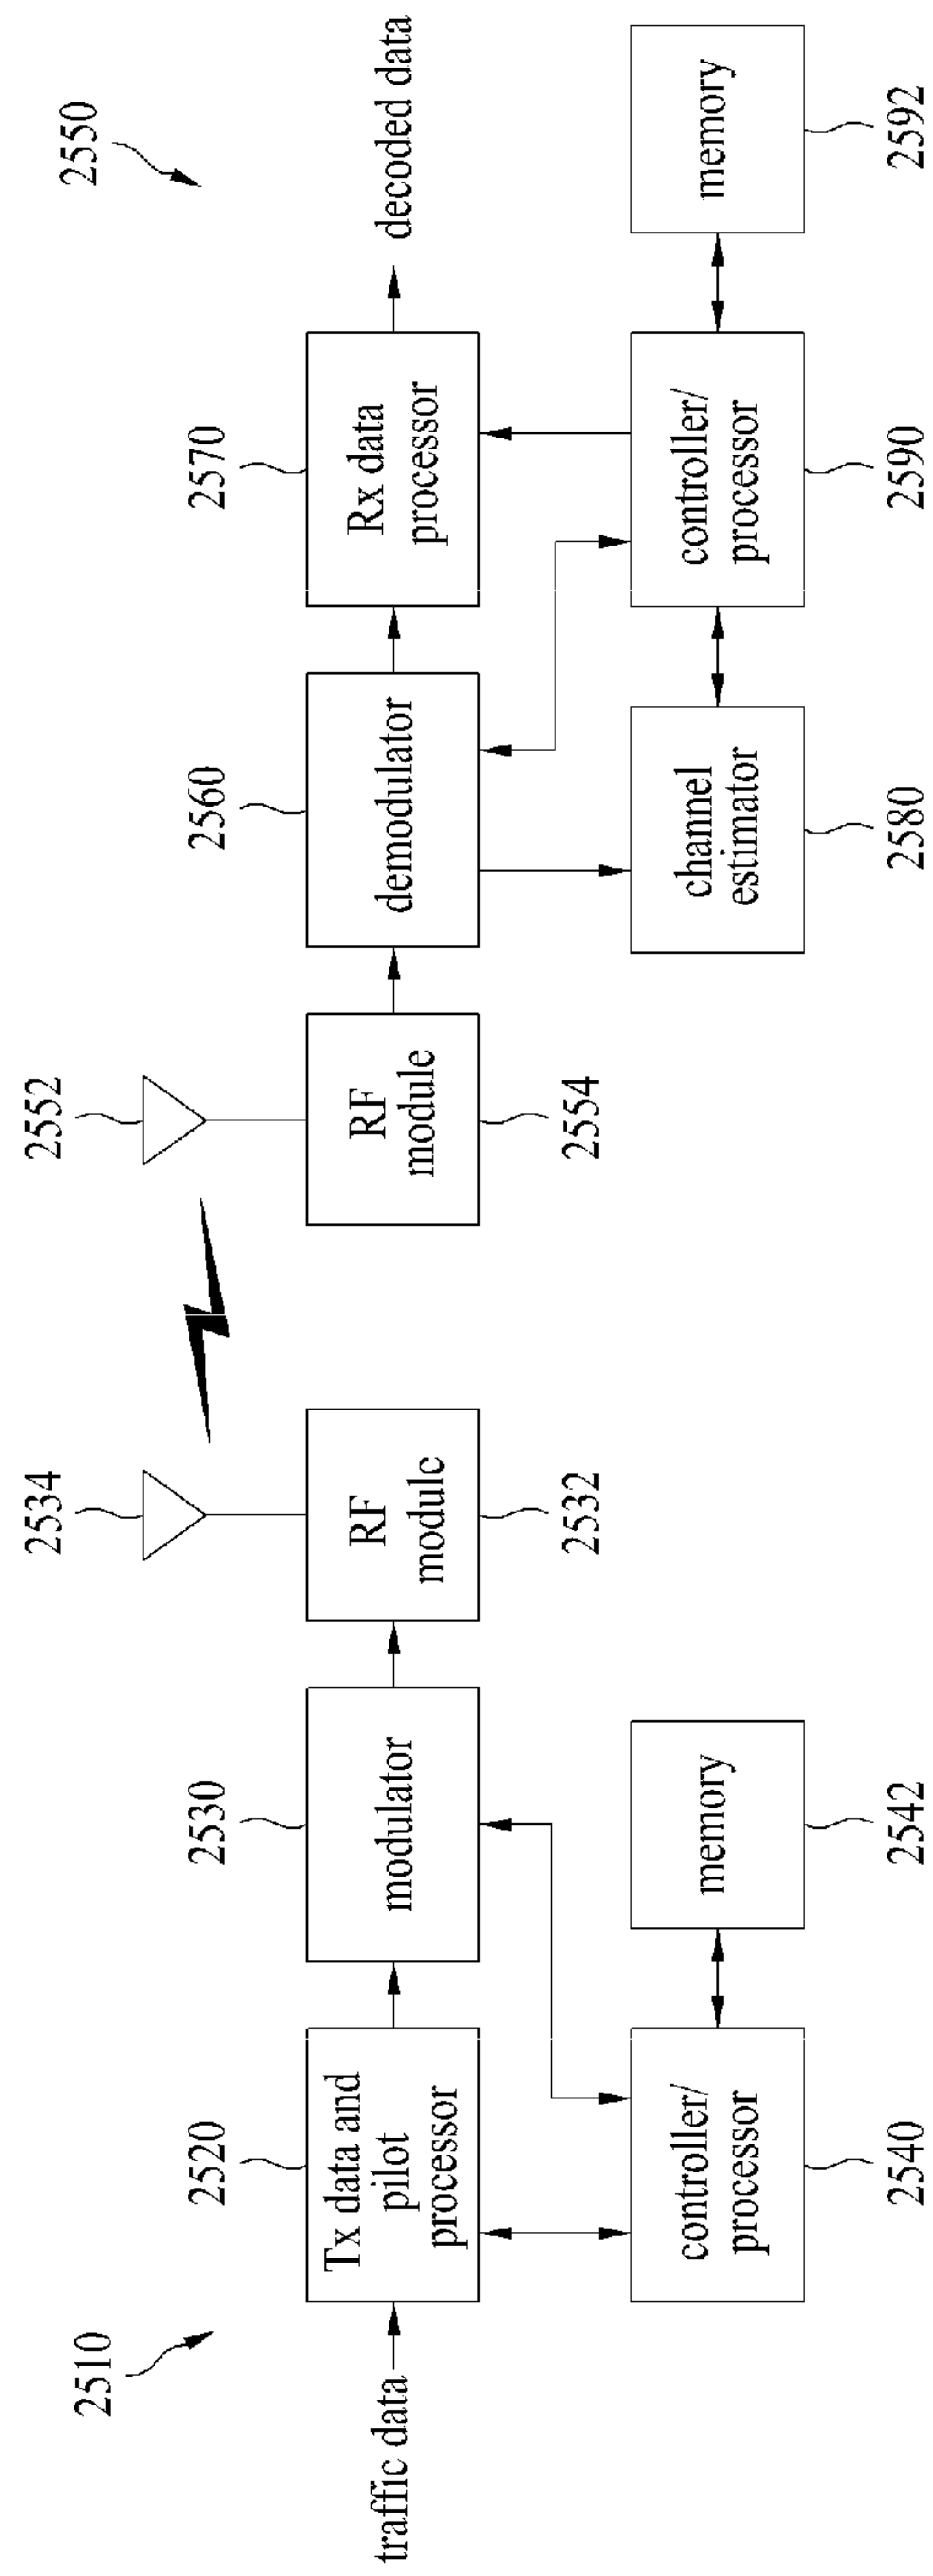 2510
2534
2552
2550
2520
2530
2560
2570
traffic data
Tx data and
pilot
processor
modulator
RF
module
RF
module
demodulator
Rx data
processor
decoded data
2532
2554
controller/
processor
memory
channel
estimator
controller/
processor
memory
2540
2542
2580
2590
2592